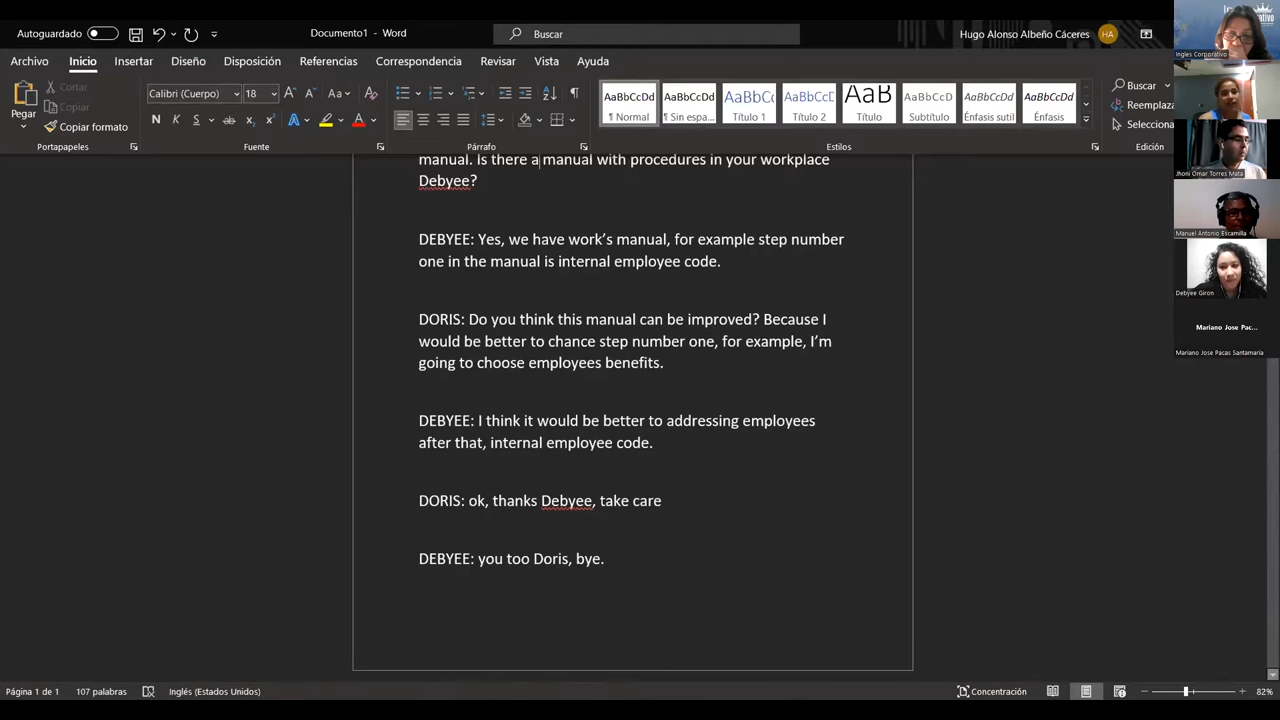 Autoguardado
Documento1 - Word
Buscar
Hugo Alonso Albeño Cáceres
HA
Archivo Inicio Insertar Diseño Disposición Referencias Correspondencia Revisar Vista Ayuda
Pegar
Cortar
Copiar
Copiar formato
Portapapeles
Calibri (Cuerpo) 18
Fuente
Párrafo
AaBbCcDd
¶ Normal
AaBbCcDd
¶ Sin espa...
AaBbCc
Título 1
AaBbCcD
Título 2
AaB
Título
AaBbCcD
Subtítulo
AaBbCcDd
Énfasis sutil
AaBbCcDd
Énfasis
Estilos
Buscar
Reemplaza
Selecciona
Edición
manual. Is there a manual with procedures in your workplace
Debyee?
DEBYEE: Yes, we have work’s manual, for example step number
one in the manual is internal employee code.
DORIS: Do you think this manual can be improved? Because I
would be better to chance step number one, for example, I’m
going to choose employees benefits.
DEBYEE: I think it would be better to addressing employees
after that, internal employee code.
DORIS: ok, thanks Debyee, take care
DEBYEE: you too Doris, bye.
Ingles Corporativo
Jhoni Omar Torres Mata
Manuel Antonio Escamilla
Debyee Giron
Mariano Jose Pac...
Mariano Jose Pacas Santamaría
Página 1 de 1
107 palabras
Inglés (Estados Unidos)
Concentración
82%